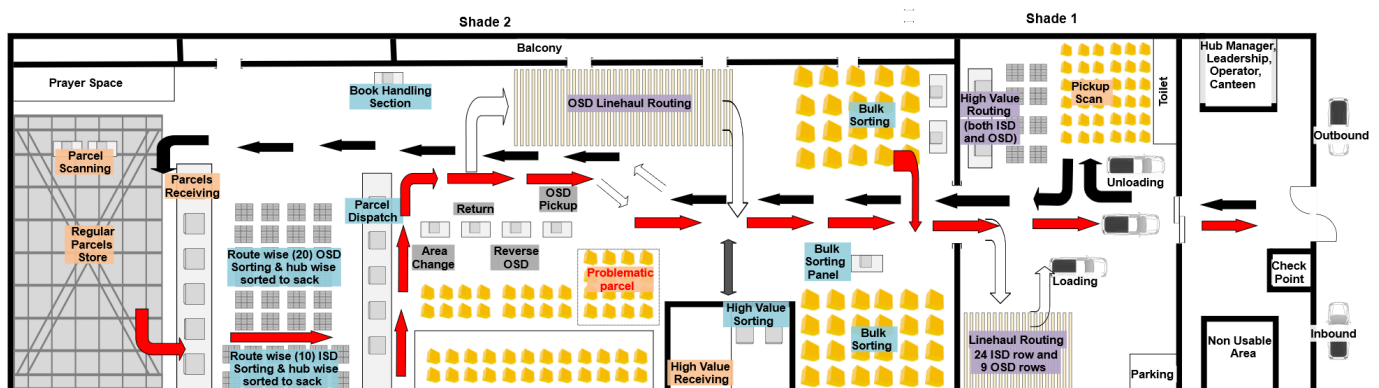 Shade 2
Shade 1
Balcony
Prayer Space
Book Handling
Section
OSD Linehaul Routing
Bulk
Sorting
High Value
Routing
(both ISD
and OSD)
Pickup
Scan
Toilet
Hub Manager,
Leadership,
Operator,
Canteen
Outbound
Parcel
Scanning
Parcels
Receiving
Unloading
Parcel
Dispatch
Return
OSD
Pickup
Regular
Parcels
Store
Route wise (20) OSD
Sorting & hub wise
sorted to sack
Area
Change
Reverse
OSD
Problematic
parcel
Bulk
Sorting
Panel
Loading
Check
Point
High Value
Sorting
Bulk
Sorting
Linehaul Routing
24 ISD row and
9 OSD rows
Inbound
Non Usable
Area
Route wise (10) ISD
Sorting & hub wise
sorted to sack
High Value
Receiving
Parking